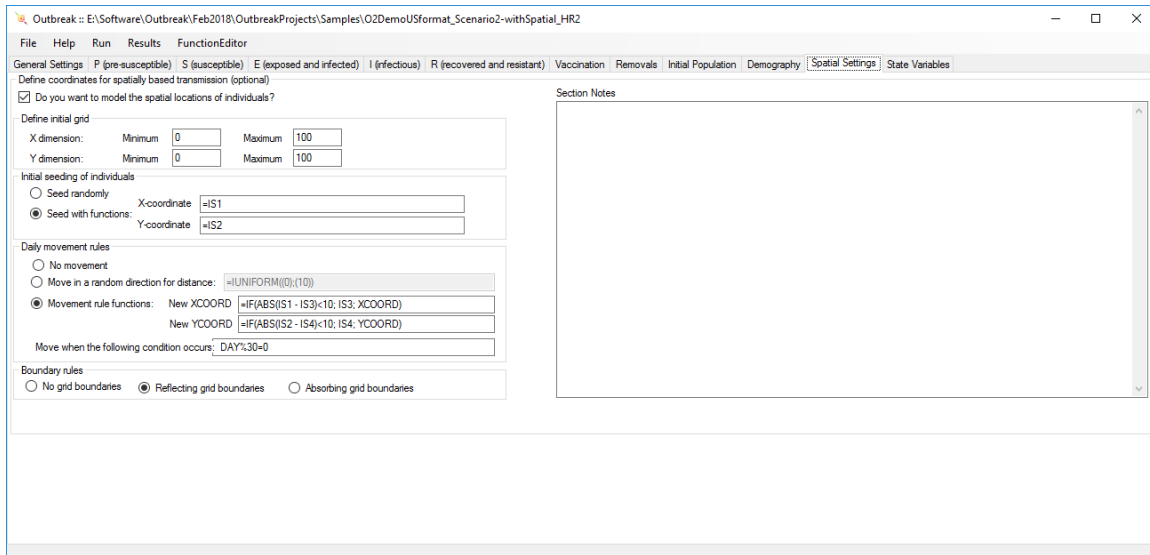 Outbreak :: E:\Software\Outbreak\Feb2018\OutbreakProjects\Samples\O2DemoUSformat_Scenario2-withSpatial_HR2
File Help Run Results FunctionEditor
General Settings P (pre-susceptible) S (susceptible) E (exposed and infected) I (infectious) R (recovered and resistant) Vaccination Removals Initial Population Demography Spatial Settings State Variables
Define coordinates for spatially based transmission (optional)
Do you want to model the spatial locations of individuals?
Section Notes
Define initial grid
X dimension: Minimum 0 Maximum 100
Y dimension: Minimum 0 Maximum 100
Initial seeding of individuals
Seed randomly
X-coordinate =IS1
Seed with functions:
Y-coordinate =IS2
Daily movement rules
No movement
Move in a random direction for distance: =IUNIFORM((0);(10))
Movement rule functions: New XCOORD =IF(ABS(IS1 - IS3)<10; IS3; XCOORD)
New YCOORD =IF(ABS(IS2 - IS4)<10; IS4; YCOORD)
Move when the following condition occurs: DAY%30=0
Boundary rules
No grid boundaries Reflecting grid boundaries Absorbing grid boundaries